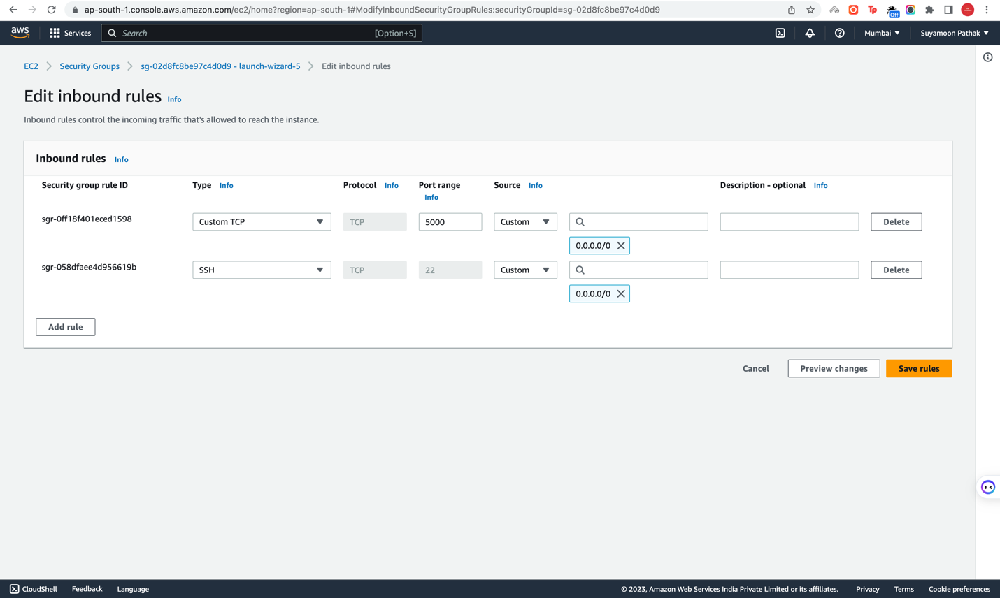 ap-south-1.console.aws.amazon.com/ec2/home?region=ap-south-1#ModifyInboundSecurityGroupRules:securityGroupId=sg-02d8fc8be97c4d0d9
Tp
Off
aws Services Search [Option+S] Mumbai Suyamoon Pathak
EC2 Security Groups sg-02d8fc8be97c4d0d9 - launch-wizard-5 Edit inbound rules
Edit inbound rules Info
Inbound rules control the incoming traffic that's allowed to reach the instance.
Inbound rules Info
Security group rule ID Type Info Protocol Info Port range Info Source Info Description - optional Info
sgr-0ff18f401eced1598 Custom TCP TCP 5000 Custom Delete
0.0.0.0/0
sgr-058dfaee4d956619b SSH TCP 22 Custom Delete
0.0.0.0/0
Add rule
Cancel Preview changes Save rules
CloudShell Feedback Language © 2023, Amazon Web Services India Private Limited or its affiliates. Privacy Terms Cookie preferences